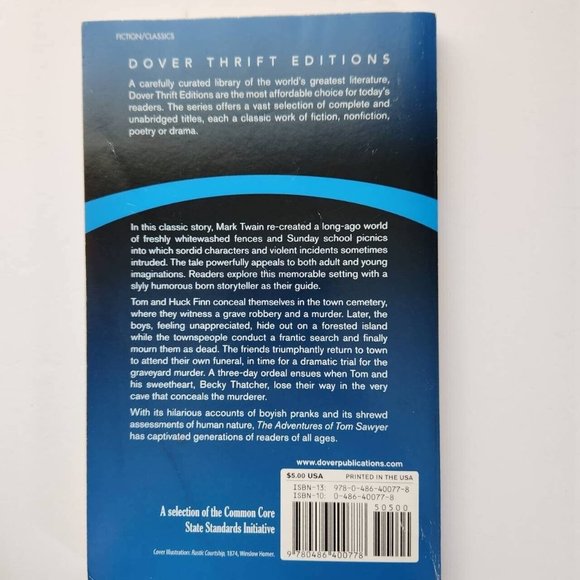 FICTION/CLASSICS
DOVER THRIFT EDITIONS
A carefully curated library of the world's greatest literature,
Dover Thrift Editions are the most affordable choice for today's
readers. The series offers a vast selection of complete and
unabridged titles, each a classic work of fiction, nonfiction,
poetry or drama.
In this classic story, Mark Twain re-created a long-ago world
of freshly whitewashed fences and Sunday school picnics
into which sordid characters and violent incidents sometimes
intruded. The tale powerfully appeals to both adult and young
imaginations. Readers explore this memorable setting with a
slyly humorous born storyteller as their guide.
Tom and Huck Finn conceal themselves in the town cemetery,
where they witness a grave robbery and a murder. Later, the
boys, feeling unappreciated, hide out on a forested island
while the townspeople conduct a frantic search and finally
mourn them as dead. The friends triumphantly return to town
to attend their own funeral, in time for a dramatic trial for the
graveyard murder. A three-day ordeal ensues when Tom and
his sweetheart, Becky Thatcher, lose their way in the very
cave that conceals the murderer.
With its hilarious accounts of boyish pranks and its shrewd
assessments of human nature, The Adventures of Tom Sawyer
has captivated generations of readers of all ages.
www.doverpublications.com
$5.00 USA PRINTED IN THE USA
ISBN-13: 978-0-486-40077-8
ISBN-10: 0-486-40077-8
50500
9 780486 400778
A selection of the Common Core
State Standards Initiative
Cover Illustration: Rustic Courtship, 1874, Winslow Homer.